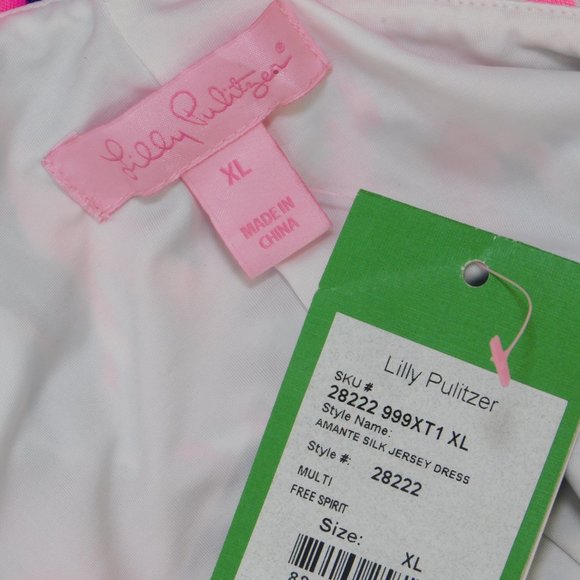 Lilly Pulitzer®
XL
MADE IN
CHINA
Lilly Pulitzer
SKU #
28222 999XT1 XL
Style Name:
AMANTE SILK JERSEY DRESS
Style #: 28222
MULTI
FREE SPIRIT
Size: XL